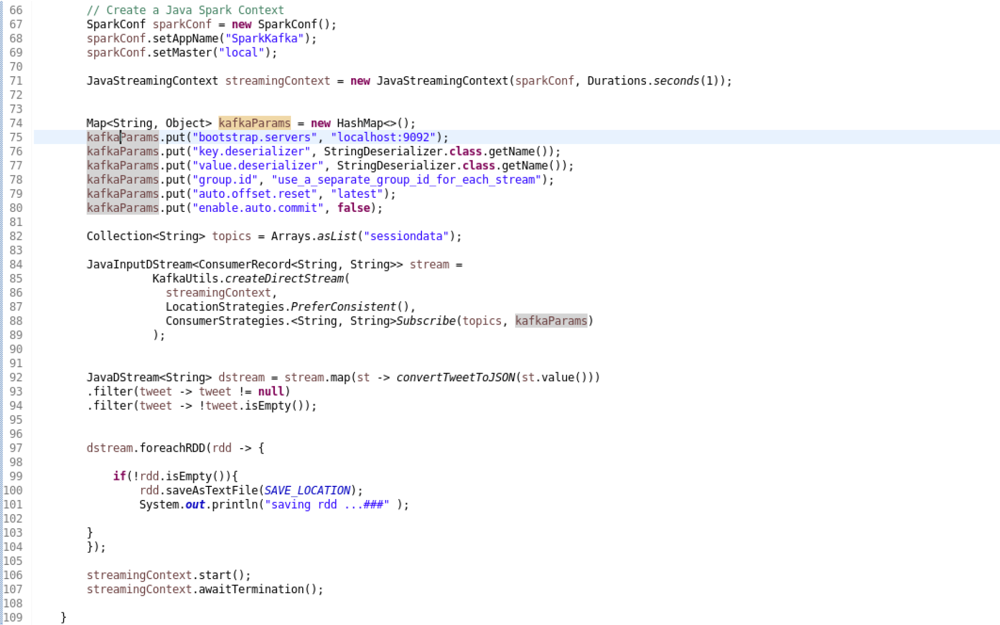 66 // Create a Java Spark Context
67 SparkConf sparkConf = new SparkConf();
68 sparkConf.setAppName("SparkKafka");
69 sparkConf.setMaster("local");
70
71 JavaStreamingContext streamingContext = new JavaStreamingContext(sparkConf, Durations.seconds(1));
72
73
74 Map<String, Object> kafkaParams = new HashMap<>();
75 kafkaParams.put("bootstrap.servers", "localhost:9092");
76 kafkaParams.put("key.deserializer", StringDeserializer.class.getName());
77 kafkaParams.put("value.deserializer", StringDeserializer.class.getName());
78 kafkaParams.put("group.id", "use_a_separate_group_id_for_each_stream");
79 kafkaParams.put("auto.offset.reset", "latest");
80 kafkaParams.put("enable.auto.commit", false);
81
82 Collection<String> topics = Arrays.asList("sessiondata");
83
84 JavaInputDStream<ConsumerRecord<String, String>> stream =
85 KafkaUtils.createDirectStream(
86 streamingContext,
87 LocationStrategies.PreferConsistent(),
88 ConsumerStrategies.<String, String>Subscribe(topics, kafkaParams)
89 );
90
91
92 JavaDStream<String> dstream = stream.map(st -> convertTweetToJSON(st.value()))
93 .filter(tweet -> tweet != null)
94 .filter(tweet -> !tweet.isEmpty());
95
96
97 dstream.foreachRDD(rdd -> {
98
99 if(!rdd.isEmpty()){
100 rdd.saveAsTextFile(SAVE_LOCATION);
101 System.out.println("saving rdd ...###" );
102
103 }
104 });
105
106 streamingContext.start();
107 streamingContext.awaitTermination();
108
109 }